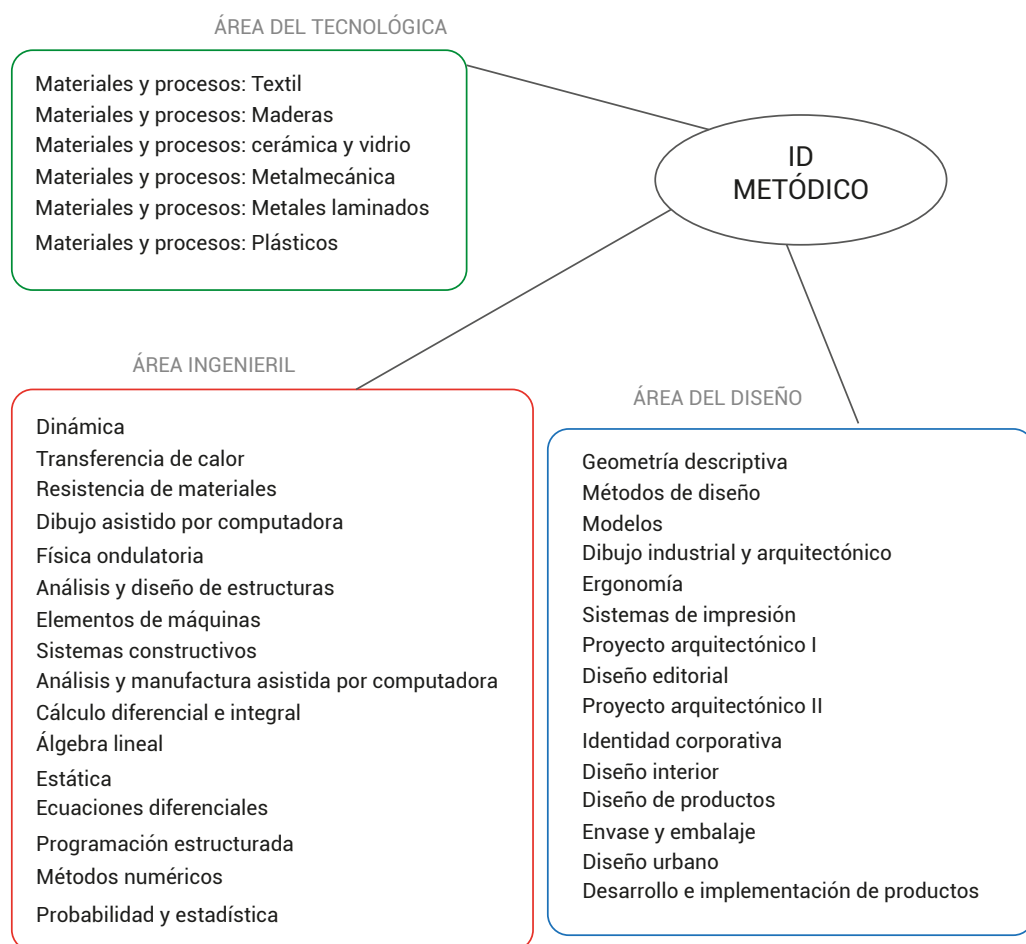 ÁREA DEL TECNOLÓGICA
Materiales y procesos: Textil
Materiales y procesos: Maderas
Materiales y procesos: cerámica y vidrio
Materiales y procesos: Metalmecánica
Materiales y procesos: Metales laminados
Materiales y procesos: Plásticos
ID
METÓDICO
ÁREA INGENIERIL
Dinámica
Transferencia de calor
Resistencia de materiales
Dibujo asistido por computadora
Física ondulatoria
Análisis y diseño de estructuras
Elementos de máquinas
Sistemas constructivos
Análisis y manufactura asistida por computadora
Cálculo diferencial e integral
Álgebra lineal
Estática
Ecuaciones diferenciales
Programación estructurada
Métodos numéricos
Probabilidad y estadística
ÁREA DEL DISEÑO
Geometría descriptiva
Métodos de diseño
Modelos
Dibujo industrial y arquitectónico
Ergonomía
Sistemas de impresión
Proyecto arquitectónico I
Diseño editorial
Proyecto arquitectónico II
Identidad corporativa
Diseño interior
Diseño de productos
Envase y embalaje
Diseño urbano
Desarrollo e implementación de productos